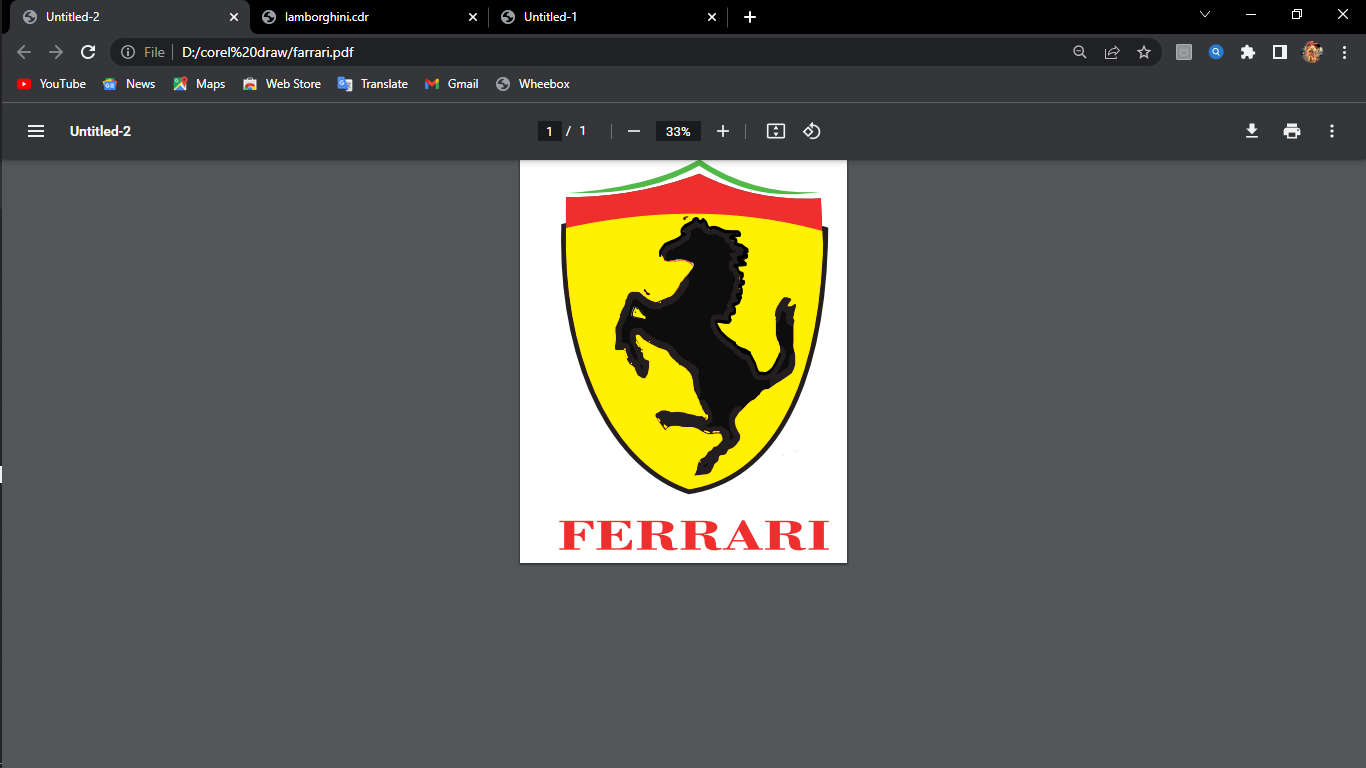 Untitled-2 lamborghini.cdr Untitled-1
File D:/corel%20draw/farrari.pdf
YouTube News Maps Web Store Translate Gmail Wheebox
Untitled-2 1 / 1 33%
FERRARI